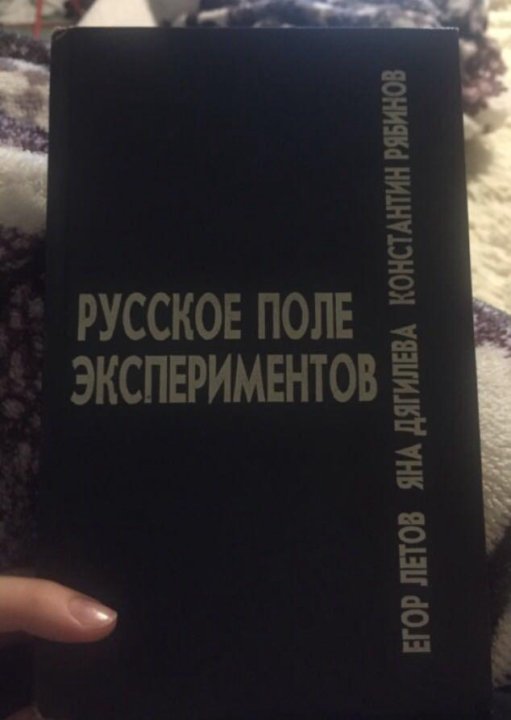 РУССКОЕ ПОЛЕ
ЭКСПЕРИМЕНТОВ
ЕГОР ЛЕТОВ ЯНА ДЯГИЛЕВА КОНСТАНТИН РЯБИНОВ